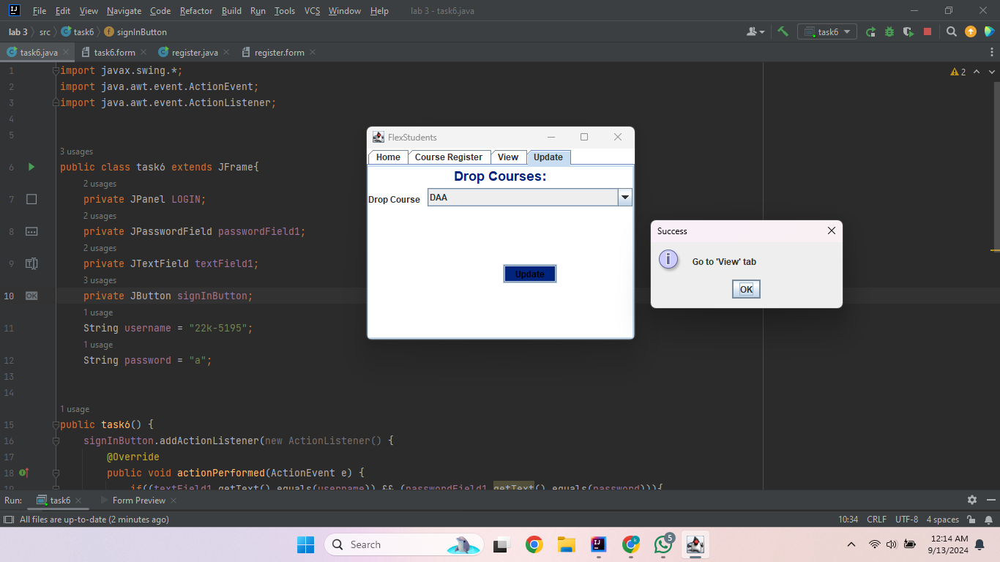 File Edit View Navigate Code Refactor Build Run Tools VCS Window Help lab 3 - task6.java
lab 3 src task6 signInButton task6
task6.java task6.form register.java register.form
1 import javax.swing.*; 2
2 import java.awt.event.ActionEvent;
3 import java.awt.event.ActionListener;
4
5
3 usages
6 public class task6 extends JFrame{
2 usages
7 private JPanel LOGIN;
2 usages
8 private JPasswordField passwordField1;
2 usages
9 private JTextField textField1;
3 usages
10 OK private JButton signInButton;
1 usage
11 String username = "22k-5195";
1 usage
12 String password = "a";
13
14
1 usage
15 public task6() {
16 signInButton.addActionListener(new ActionListener() {
17 @Override
18 public void actionPerformed(ActionEvent e) {
19 if((textField1.getText().equals(username)) && (passwordField1.getText().equals(password))){
FlexStudents
Home Course Register View Update
Drop Courses:
Drop Course DAA
Update
Success
Go to 'View' tab
OK
Run: task6 Form Preview
All files are up-to-date (2 minutes ago) 10:34 CRLF UTF-8 4 spaces
Search 5 12:14 AM
9/13/2024